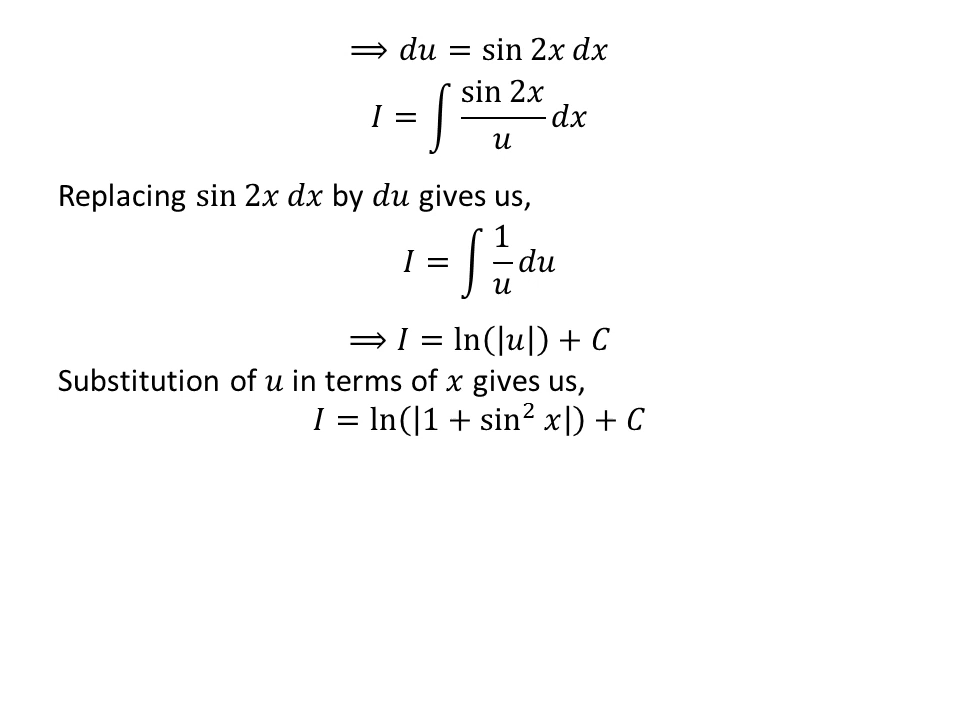 ⟹ 𝑑𝑢 = sin 2𝑥 𝑑𝑥
𝐼 = ∫ sin 2𝑥 / 𝑢 𝑑𝑥
Replacing sin 2𝑥 𝑑𝑥 by 𝑑𝑢 gives us,
𝐼 = ∫ 1 / 𝑢 𝑑𝑢
⟹ 𝐼 = ln(|𝑢|) + 𝐶
Substitution of 𝑢 in terms of 𝑥 gives us,
𝐼 = ln(|1 + sin² 𝑥|) + 𝐶